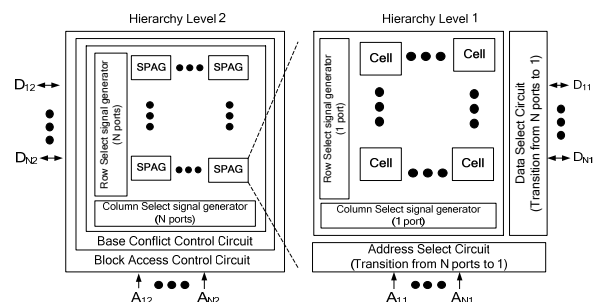 Hierarchy Level 2
Hierarchy Level 1
SPAG
SPAG
SPAG
SPAG
Row Select signal generator
(N ports)
Column Select signal generator
(N ports)
Base Conflict Control Circuit
Block Access Control Circuit
D12
DN2
A12
AN2
Cell
Cell
Cell
Cell
Row Select signal generator
(1 port)
Column Select signal generator
(1 port)
Data Select Circuit
(Transition from N ports to 1)
Address Select Circuit
(Transition from N ports to 1)
D11
DN1
A11
AN1